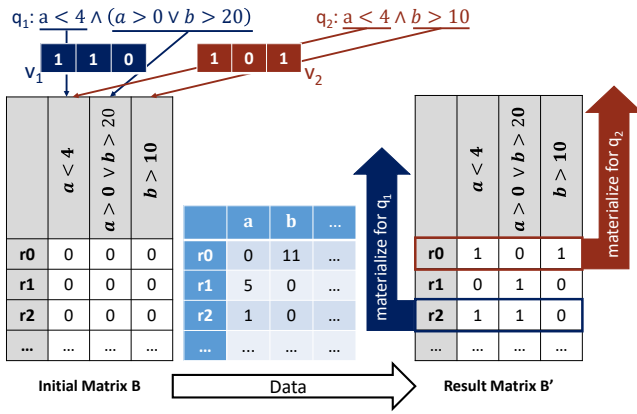 q1: a < 4 ∧ (a > 0 ∨ b > 20)
q2: a < 4 ∧ b > 10
1 1 0
v1
1 0 1
v2
a < 4
a > 0 ∨ b > 20
b > 10
r0 0 0 0
r1 0 0 0
r2 0 0 0
... ... ... ...
Initial Matrix B
a b ...
r0 0 11 ...
r1 5 0 ...
r2 1 0 ...
... ... ... ...
Data
materialize for q1
a < 4
a > 0 ∨ b > 20
b > 10
r0 1 0 1
r1 0 1 0
r2 1 1 0
... ... ... ...
Result Matrix B’
materialize for q2